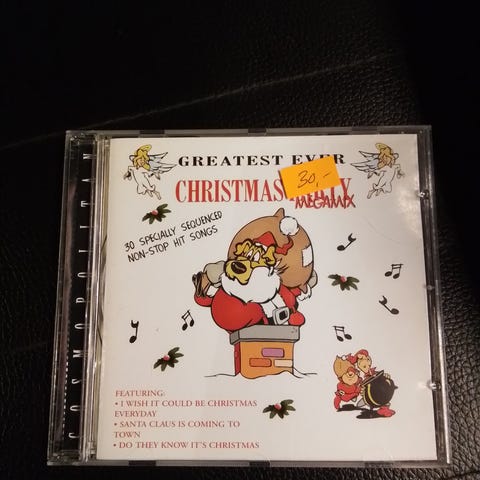 GREATEST EVER
30,-
CHRISTMAS PARTY
MEGAMIX
30 SPECIALLY SEQUENCED
NON-STOP HIT SONGS
COSMOPOLITAN
FEATURING:
• I WISH IT COULD BE CHRISTMAS
EVERYDAY
• SANTA CLAUS IS COMING TO
TOWN
• DO THEY KNOW IT'S CHRISTMAS